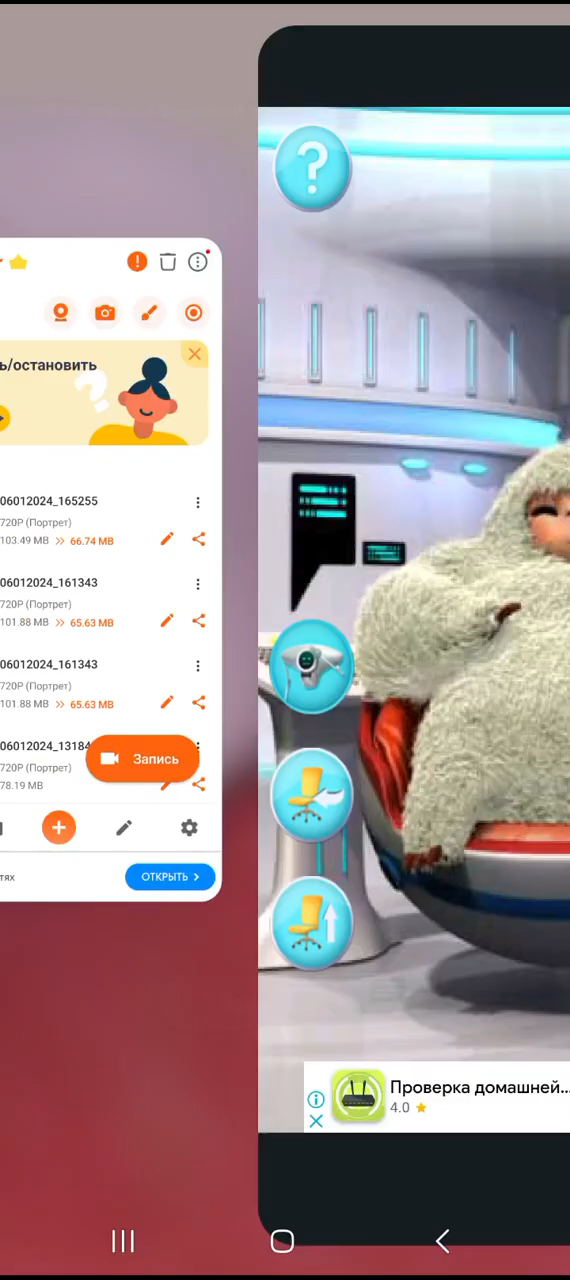 ь/остановить
06012024_165255
720P (Портрет)
103.49 MB >> 66.74 MB
06012024_161343
720P (Портрет)
101.88 MB >> 65.63 MB
06012024_161343
720P (Портрет)
101.88 MB >> 65.63 MB
06012024_1318
720P (Портрет)
78.19 MB
Запись
тях
ОТКРЫТЬ >
?
Проверка домашней...
4.0